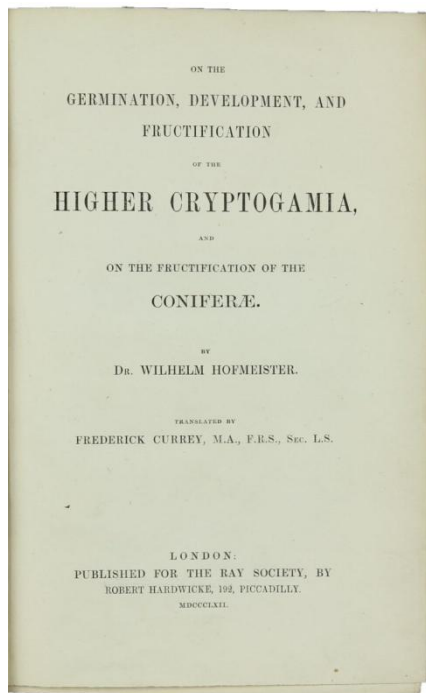 ON THE
GERMINATION, DEVELOPMENT, AND
FRUCTIFICATION
OF THE
HIGHER CRYPTOGAMIA,
AND
ON THE FRUCTIFICATION OF THE
CONIFERÆ.
BY
DR. WILHELM HOFMEISTER.
TRANSLATED BY
FREDERICK CURREY, M.A., F.R.S., SEC. L.S.
LONDON:
PUBLISHED FOR THE RAY SOCIETY, BY
ROBERT HARDWICKE, 192, PICCADILLY.
MDCCCLXII.